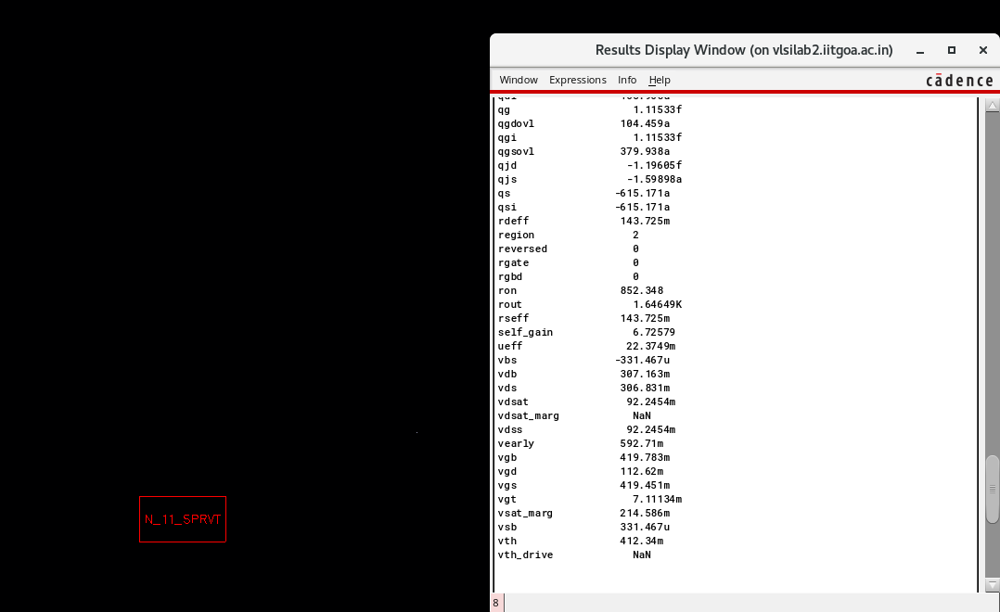 Results Display Window (on vlsilab2.iitgoa.ac.in)
Window Expressions Info Help cādence
qg 1.11533f
qgdovl 104.459a
qgi 1.11533f
qgsovl 379.938a
qjd -1.19605f
qjs -1.59898a
qs -615.171a
qsi -615.171a
rdeff 143.725m
region 2
reversed 0
rgate 0
rgbd 0
ron 852.348
rout 1.64649K
rseff 143.725m
self_gain 6.72579
ueff 22.3749m
vbs -331.467u
vdb 307.163m
vds 306.831m
vdsat 92.2454m
vdsat_marg NaN
vdss 92.2454m
vearly 592.71m
vgb 419.783m
vgd 112.62m
vgs 419.451m
vgt 7.11134m
vsat_marg 214.586m
vsb 331.467u
vth 412.34m
vth_drive NaN
8
N_11_SPRVT